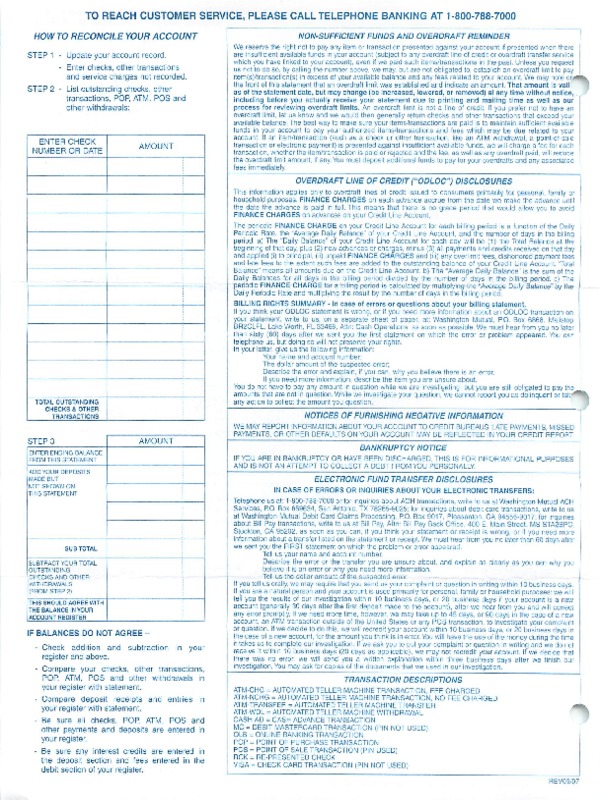 TO REACH CUSTOMER SERVICE, PLEASE CALL TELEPHONE BANKING AT 1-800-788-7000
HOW TO RECONCILE YOUR ACCOUNT
STEP 1 - Update your account record.
- Enter checks, other transactions
and service charges not recorded.
STEP 2 - List outstanding checks, other
transactions, POP, ATM, POS and
other withdrawals:
ENTER CHECK
NUMBER OR DATE
AMOUNT
TOTAL OUTSTANDING
CHECKS & OTHER
TRANSACTIONS
STEP 3
AMOUNT
ENTER ENDING BALANCE
FROM THIS STATEMENT
ADD YOUR DEPOSITS
MADE BUT
NOT SHOWN ON
THIS STATEMENT
SUB TOTAL
SUBTRACT YOUR TOTAL
OUTSTANDING
CHECKS AND OTHER
WITHDRAWALS
(FROM STEP 2)
THIS SHOULD AGREE WITH
THE BALANCE IN YOUR
ACCOUNT REGISTER
IF BALANCES DO NOT AGREE –
- Check addition and subtraction in your
register and above.
- Compare your checks, other transactions,
POP, ATM, POS and other withdrawals in
your register with statement.
- Compare deposit receipts and entries in
your register with statement.
- Be sure all checks, POP, ATM, POS and
other payments and deposits are entered in
your register.
- Be sure any interest credits are entered in
the deposit section and fees entered in the
debit section of your register.
NON-SUFFICIENT FUNDS AND OVERDRAFT REMINDER
We reserve the right not to pay any item or transaction presented against your account if presented when there
are insufficient available funds in your account (subject to any overdraft line of credit or overdraft transfer service
which you have linked to your account), even if we paid such items/transactions in the past. Unless you request
us not to do so, by calling the number above, we may, but are not obligated to, establish an overdraft limit to pay
item(s)/transaction(s) in excess of your available balance and any fees related to your account. We may note on
the front of this statement that an overdraft limit was established and indicate an amount. That amount is valid
as of the statement date, but may change (be increased, lowered, or removed) at any time without notice,
including before you actually receive your statement due to printing and mailing time as well as our
process for reviewing overdraft limits. An overdraft limit is not a line of credit. If you prefer not to have an
overdraft limit, let us know and we would then generally return checks and other transactions that exceed your
available balance. The best way to make sure your items/transactions are paid is to maintain sufficient available
funds in your account to pay your authorized items/transactions and fees which may be due related to your
account. If an item/transaction (such as a check or other transaction, like an ATM withdrawal, a point of sale
transaction or electronic payment) is presented against insufficient available funds, we will charge a fee for each
transaction, whether the item/transaction is paid or rejected and the fee, as well as any overdraft paid, will reduce
the overdraft limit amount, if any. You must deposit additional funds to pay for your overdrafts and any associated
fees immediately.
OVERDRAFT LINE OF CREDIT ("ODLOC") DISCLOSURES
This information applies only to overdraft lines of credit issued to consumers primarily for personal, family or
household purposes. FINANCE CHARGES on each advance accrue from the date we make the advance until
the date the advance is paid in full. This means that there is no grace period that would allow you to avoid
FINANCE CHARGES on advances on your Credit Line Account.
The periodic FINANCE CHARGE on your Credit Line Account for each billing period is a function of the Daily
Periodic Rate, the "Average Daily Balance" of your Credit Line Account, and the number of days in the billing
period. a) The "Daily Balance" of your Credit Line Account for each day will be: (1) the Total Balance at the
beginning of that day, plus (2) new advances or charges, minus (3) all payments and credits received on that day
Balance" means all amounts due on the Credit Line Account. b) The "Average Daily Balance" is the sum of the
Daily Balances for all days in the billing period divided by the number of days in the billing period. c) The
periodic FINANCE CHARGE for a billing period is calculated by multiplying the "Average Daily Balance" by the
Daily Periodic Rate and multiplying the result by the number of days in the billing period.
BILLING RIGHTS SUMMARY - In case of errors or questions about your billing statement.
If you think your ODLOC statement is wrong, or if you need more information about an ODLOC transaction on
your statement, write to us on a separate sheet of paper, at: Washington Mutual, P.O. Box
Lake Worth, FL Attn: Cash Operations, as soon as possible. We must hear from you no later
than sixty (60) days after we sent you the first statement on which the error or problem appeared. You can
telephone us, but doing so will not preserve your rights.
In your letter, give us the following information:
Your name and account number.
The dollar amount of the suspected error.
Describe the error and explain, if you can, why you believe there is an error.
If you need more information, describe the item you are unsure about.
You do not have to pay any amount in question while we are investigating, but you are still obligated to pay the
amounts that are not in question. While we investigate your question, we cannot report you as delinquent or take
any action to collect the amount you question.
NOTICES OF FURNISHING NEGATIVE INFORMATION
WE MAY REPORT INFORMATION ABOUT YOUR ACCOUNT TO CREDIT BUREAUS. LATE PAYMENTS, MISSED
PAYMENTS, OR OTHER DEFAULTS ON YOUR ACCOUNT MAY BE REFLECTED IN YOUR CREDIT REPORT.
BANKRUPTCY NOTICE
IF YOU ARE IN BANKRUPTCY OR HAVE BEEN DISCHARGED, THIS IS FOR INFORMATIONAL PURPOSES
AND IS NOT AN ATTEMPT TO COLLECT A DEBT FROM YOU PERSONALLY.
ELECTRONIC FUND TRANSFER DISCLOSURES
IN CASE OF ERRORS OR INQUIRIES ABOUT YOUR ELECTRONIC TRANSFERS:
Telephone us at: 1-800-788-7000 or for inquiries about ACH transactions, write to us at Washington Mutual ACH
Services, P.O. Box San Antonio, TX for inquiries about debit card transactions, write to us
at Washington Mutual Debit Card Claims Processing, P.O. Box Pleasanton, CA for inquiries
about Bill Pay transactions, write to us at Bill Pay, Attn: Bill Pay Back Office, 400 E. Main Street,
Stockton, CA as soon as you can, if you think your statement or receipt is wrong, or if you need more
information about a transfer listed on the statement or receipt. We must hear from you no later than 60 days after
we sent you the FIRST statement on which the problem or error appeared.
Tell us your name and account number.
Describe the error or the transfer you are unsure about, and explain as clearly as you can why you
believe it is an error or why you need more information.
Tell us the dollar amount of the suspected error.
If you tell us orally, we may require that you send us your complaint or question in writing within 10 business days.
If you are a natural person and your account is used primarily for personal, family or household purposes: we will
tell you the results of our investigation within 10 business days, or 20 business days if your account is a new
account (generally 30 days after the first deposit made to the account), after we hear from you and will correct
any error promptly. If we need more time, however, we may take up to 45 days, or 90 days in the case of a new
account, an ATM transaction outside of the United States or any POS transaction, to investigate your complaint
or question. If we decide to do this, we will recredit your account within 10 business days, or 20 business days in
the case of a new account, for the amount you think is in error. You will have the use of the money during the time
it takes us to complete our investigation. If we ask you to put your complaint or question in writing and we do not
receive it within 10 business days (20 days as applicable), we may not recredit your account. If we decide that
there was no error, we will send you a written explanation within three business days after we finish our
investigation. You may ask for copies of the documents that we used in our investigation.
TRANSACTION DESCRIPTIONS
ATM-CHG = AUTOMATED TELLER MACHINE TRANSACTION, FEE CHARGED
ATM-NCHG = AUTOMATED TELLER MACHINE TRANSACTION, NO FEE CHARGED
ATM TRANSFER = AUTOMATED TELLER MACHINE TRANSFER
ATM-WDL = AUTOMATED TELLER MACHINE WITHDRAWAL
CASH AD = CASH ADVANCE TRANSACTION
MC = DEBIT MASTERCARD TRANSACTION (PIN NOT USED)
OLB = ONLINE BANKING TRANSACTION
POP = POINT OF PURCHASE TRANSACTION
POS = POINT OF SALE TRANSACTION (PIN USED)
RCK = RE-PRESENTED CHECK
VISA = CHECK CARD TRANSACTION (PIN NOT USED)